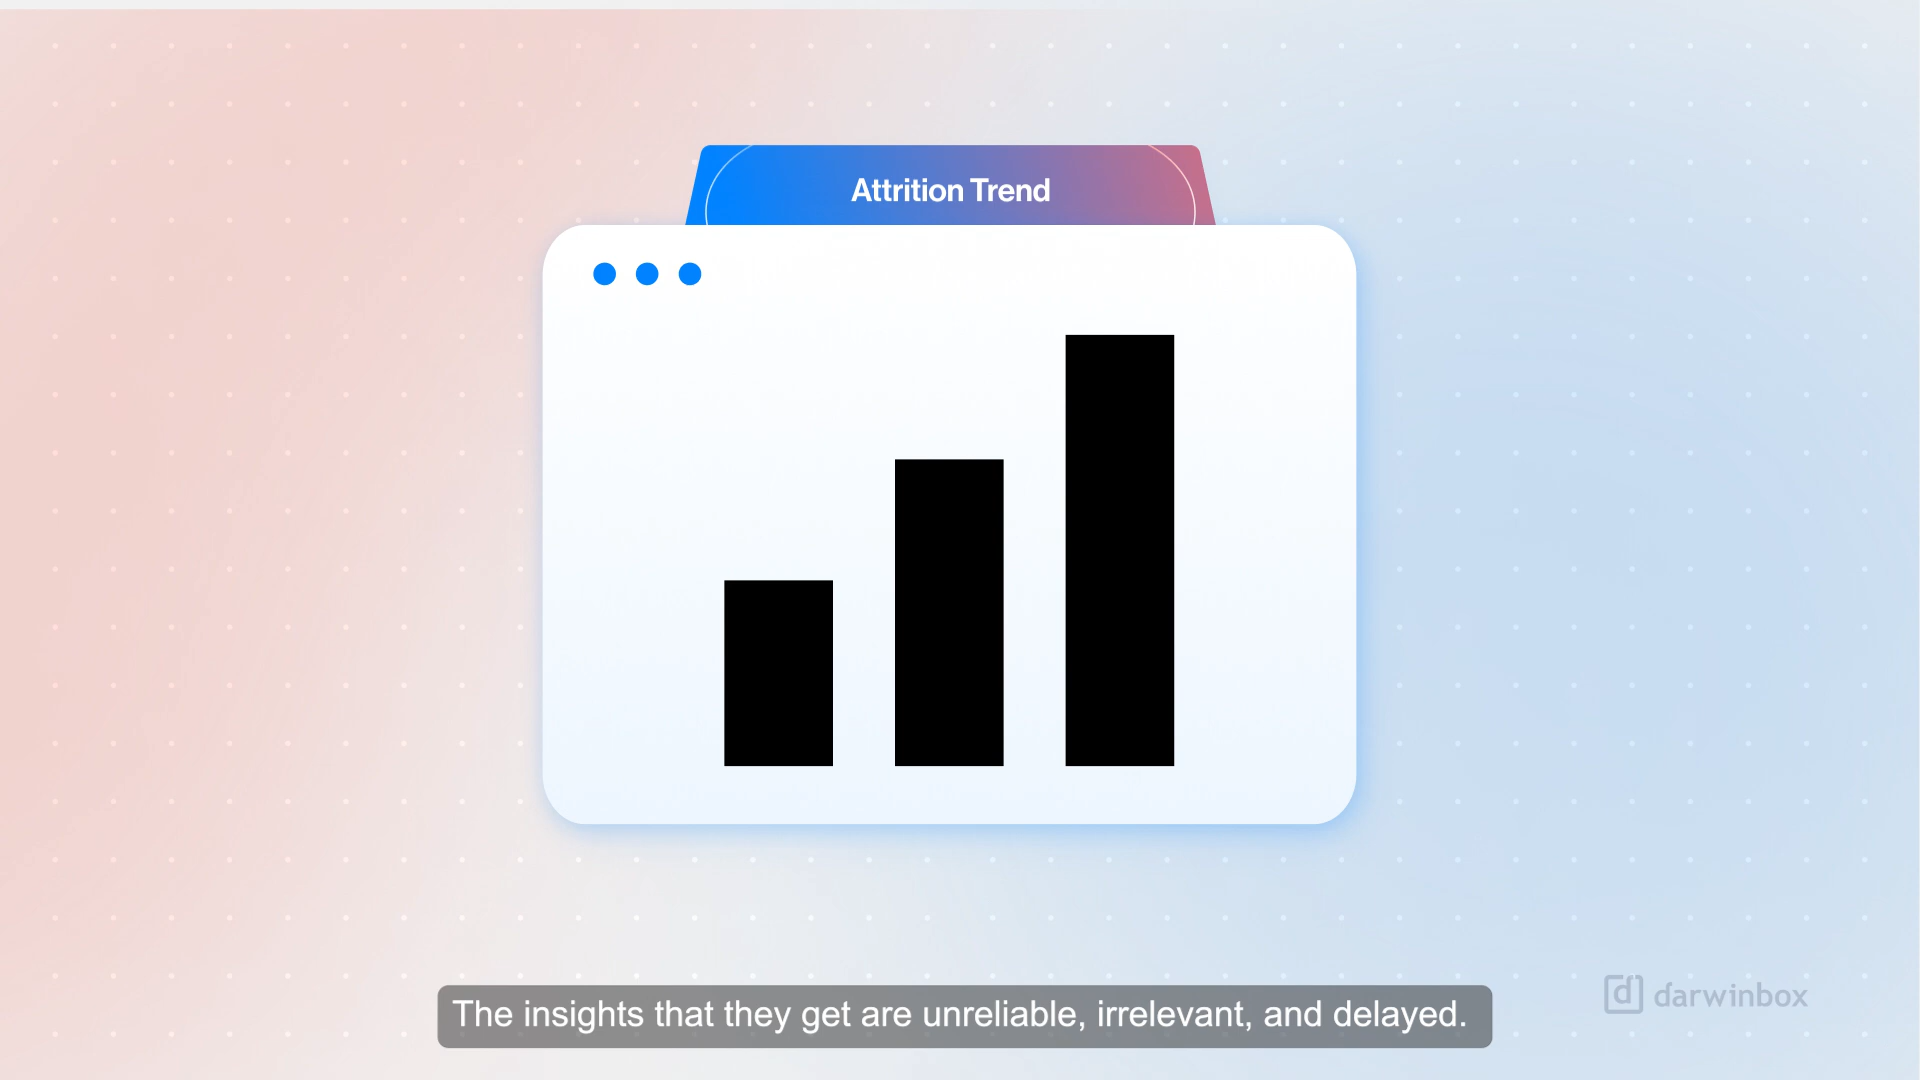 Attrition Trend
darwinbox
The insights that they get are unreliable, irrelevant, and delayed.